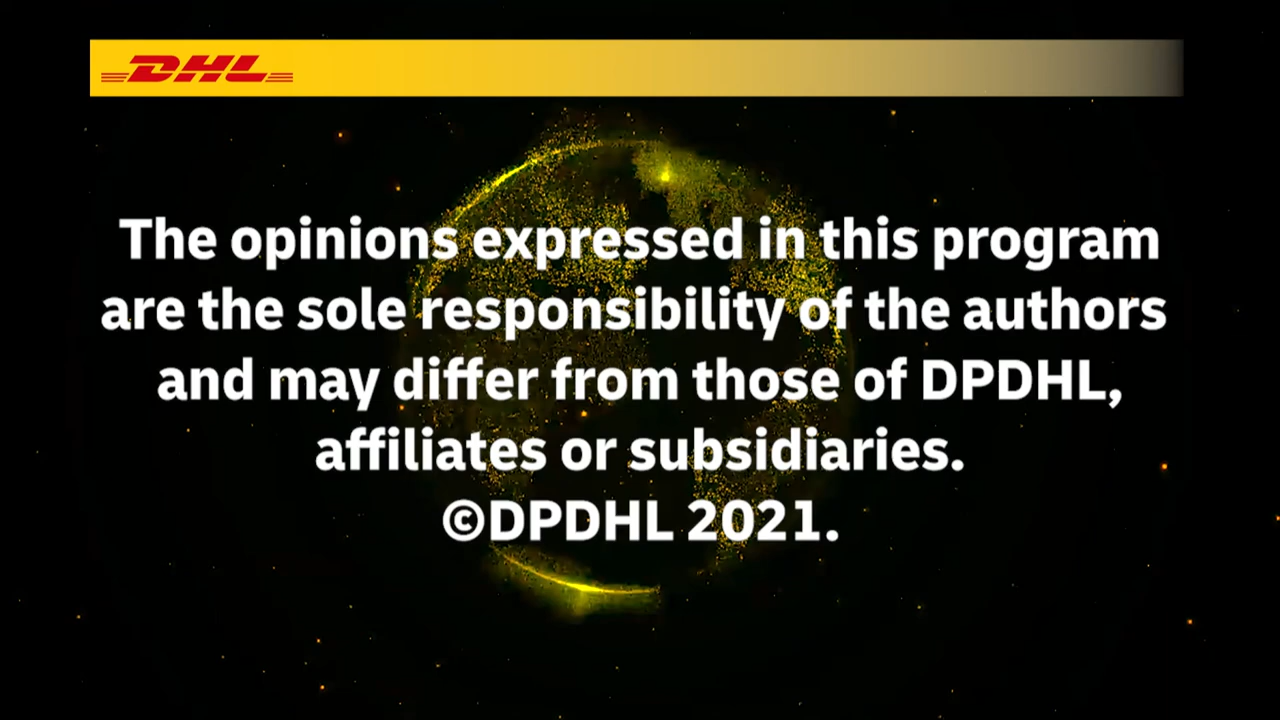 DHL
The opinions expressed in this program
are the sole responsibility of the authors
and may differ from those of DPDHL,
affiliates or subsidiaries.
©DPDHL 2021.